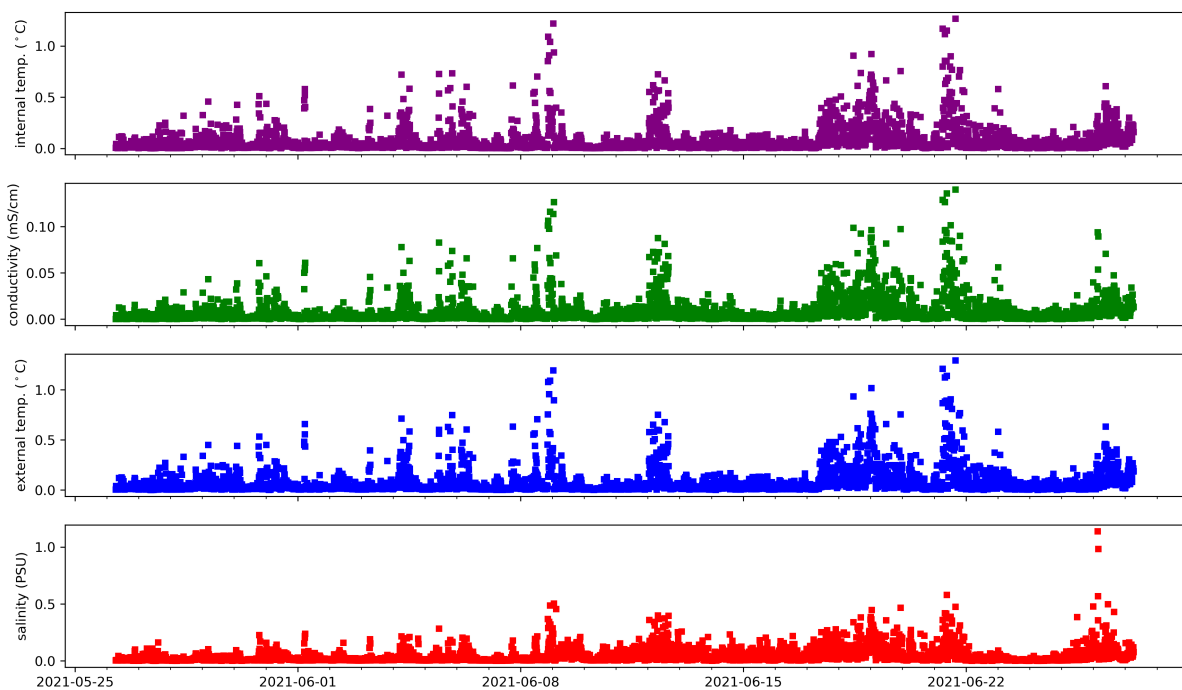 internal temp. (°C)
1.0
0.5
0.0
conductivity (mS/cm)
0.10
0.05
0.00
external temp. (°C)
1.0
0.5
0.0
salinity (PSU)
1.0
0.5
0.0
2021-05-25 2021-06-01 2021-06-08 2021-06-15 2021-06-22